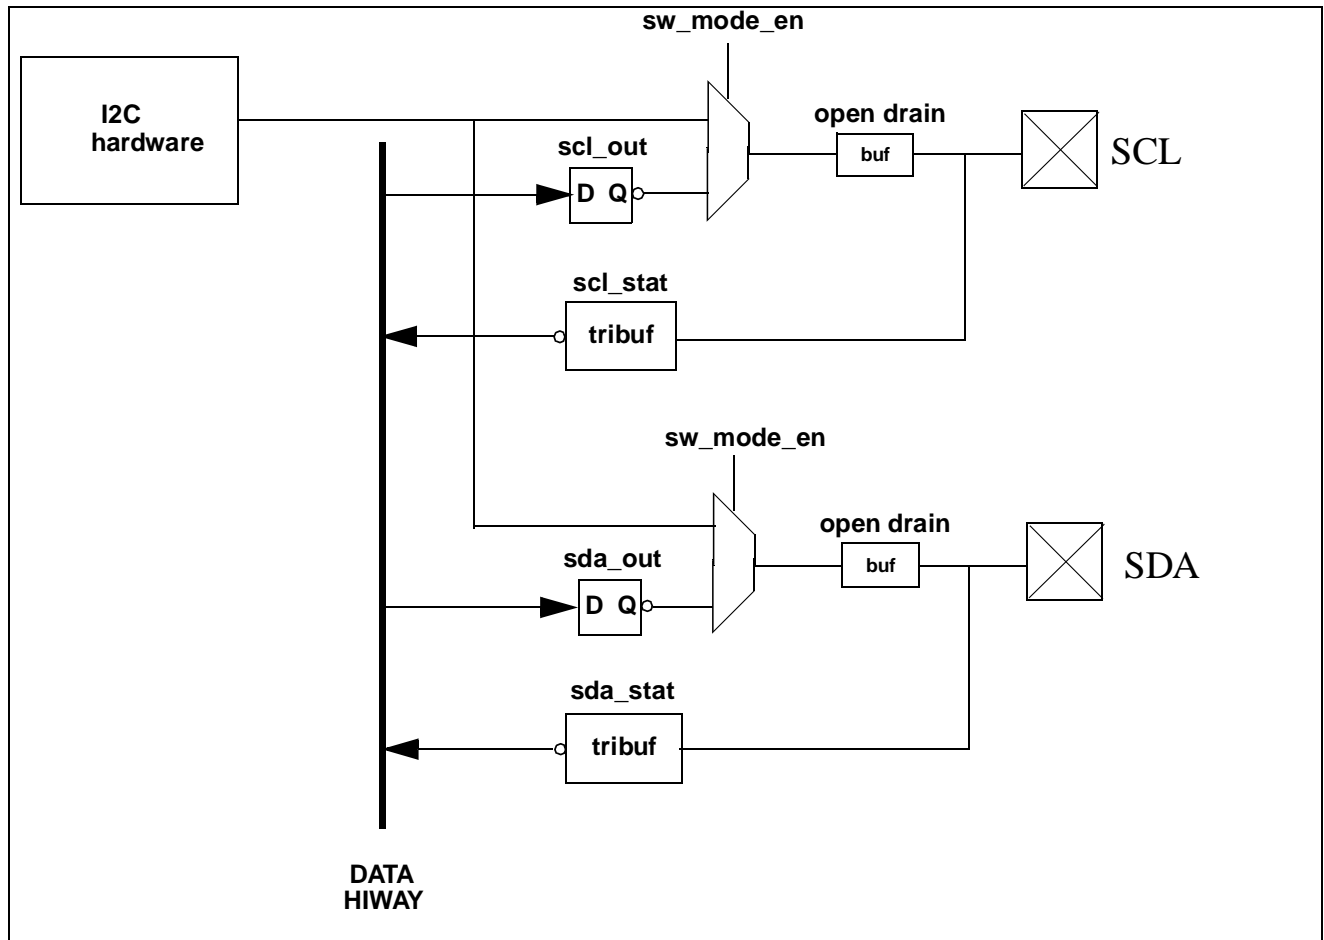 sw_mode_en
I2C
hardware
open drain
scl_out
buf
SCL
D Q
scl_stat
tribuf
sw_mode_en
open drain
sda_out
buf
SDA
D Q
sda_stat
tribuf
DATA
HIWAY